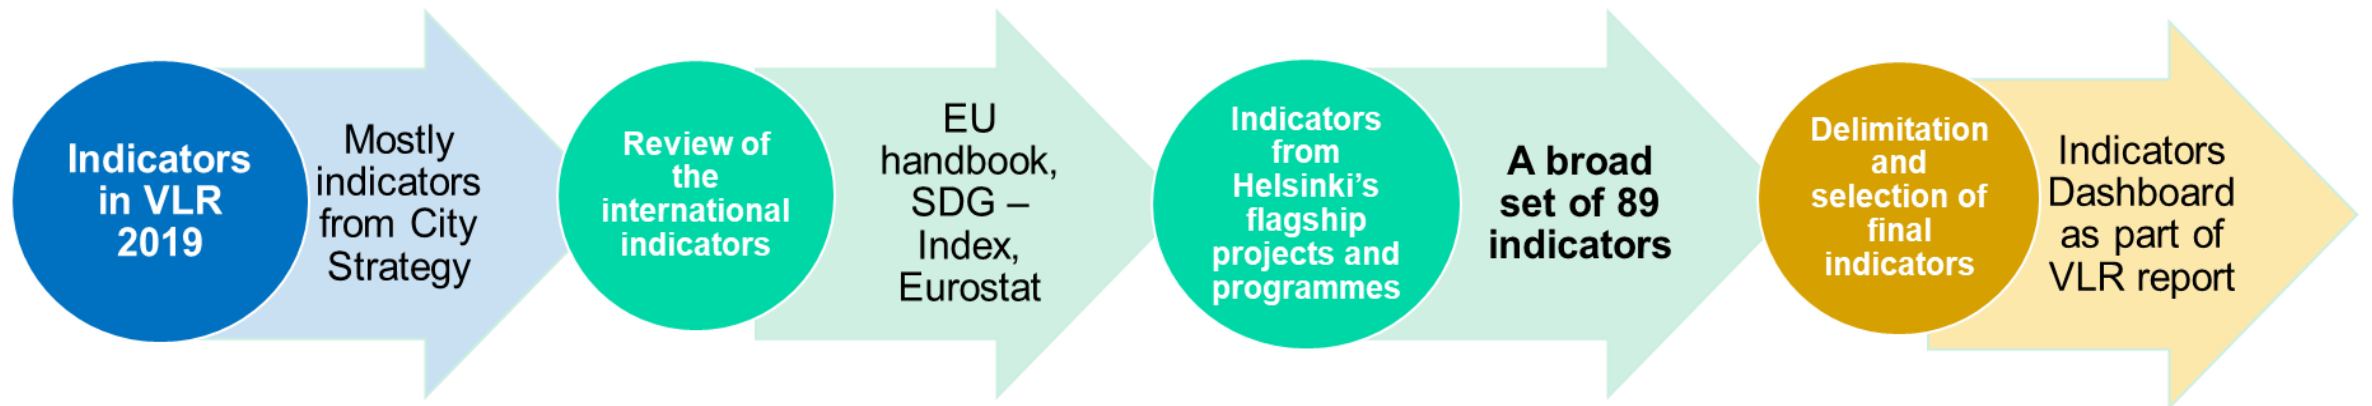 Indicators
in VLR
2019
Mostly
indicators
from City
Strategy
Review of
the
international
indicators
EU
handbook,
SDG –
Index,
Eurostat
Indicators
from
Helsinki’s
flagship
projects and
programmes
A broad
set of 89
indicators
Delimitation
and
selection of
final
indicators
Indicators
Dashboard
as part of
VLR report